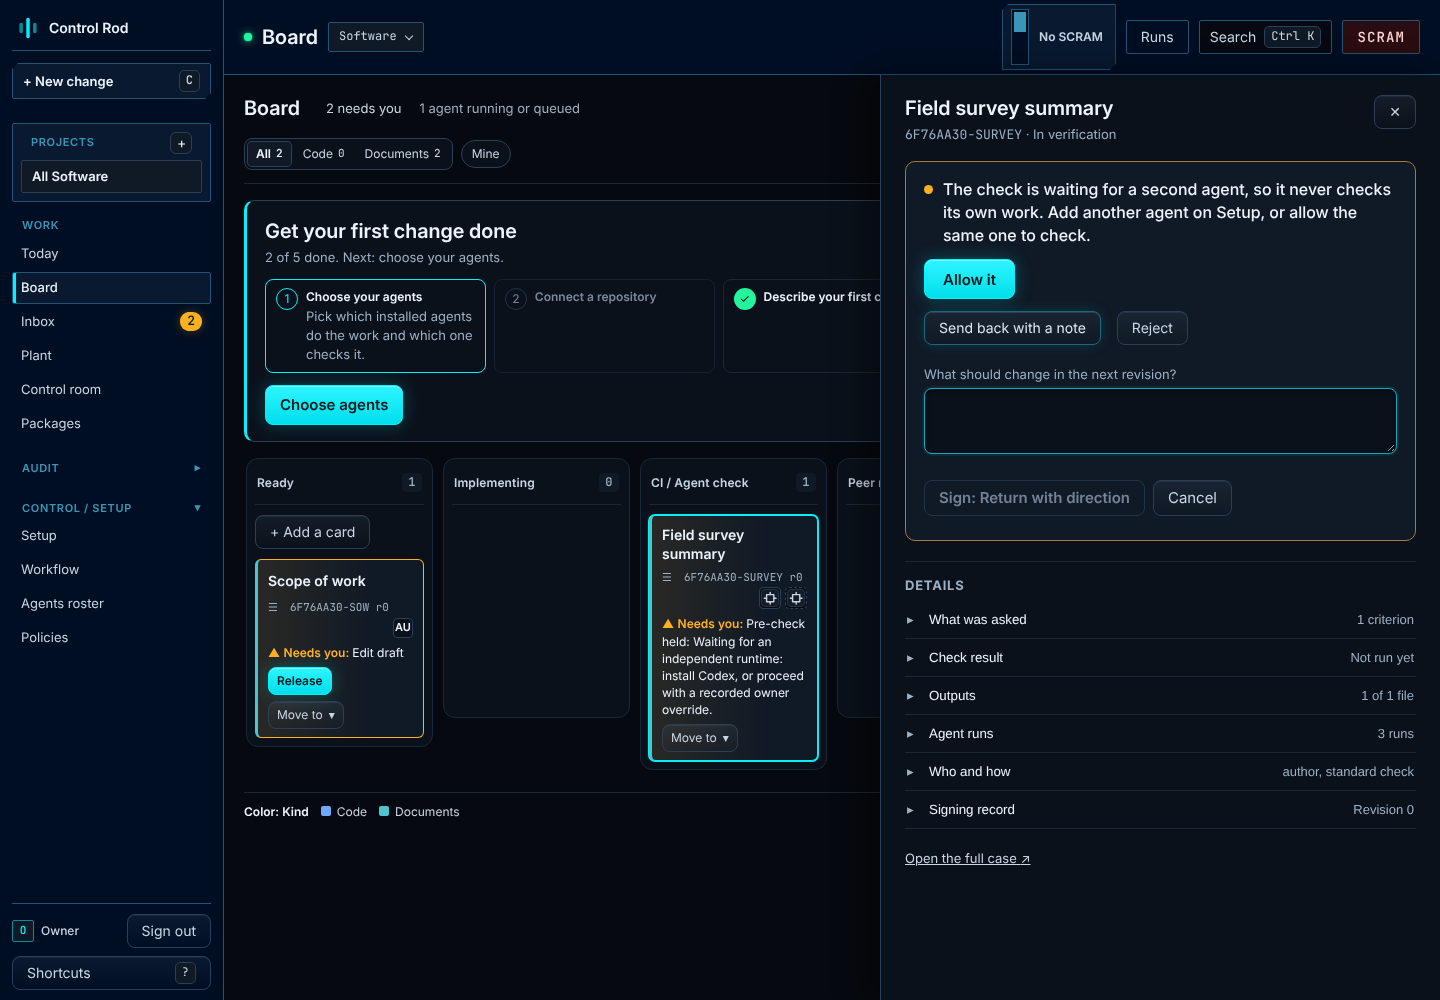 Control Rod
+ New change C
PROJECTS +
All Software
WORK
Today
Board
Inbox 2
Plant
Control room
Packages
AUDIT
CONTROL / SETUP
Setup
Workflow
Agents roster
Policies
O Owner Sign out
Shortcuts ?
Board Software
No SCRAM Runs Search Ctrl K SCRAM
Board 2 needs you 1 agent running or queued
All 2 Code 0 Documents 2 Mine
Get your first change done
2 of 5 done. Next: choose your agents.
1 Choose your agents
Pick which installed agents
do the work and which one
checks it.
2 Connect a repository
Describe your first c
Choose agents
Ready 1
+ Add a card
Scope of work
6F76AA30-SOW r0
AU
Needs you: Edit draft
Release
Move to
Implementing 0
CI / Agent check 1
Field survey
summary
6F76AA30-SURVEY r0
Needs you: Pre-check
held: Waiting for an
independent runtime:
install Codex, or proceed
with a recorded owner
override.
Move to
Peer
Color: Kind Code Documents
Field survey summary
6F76AA30-SURVEY · In verification
The check is waiting for a second agent, so it never checks
its own work. Add another agent on Setup, or allow the
same one to check.
Allow it
Send back with a note Reject
What should change in the next revision?
Sign: Return with direction Cancel
DETAILS
What was asked 1 criterion
Check result Not run yet
Outputs 1 of 1 file
Agent runs 3 runs
Who and how author, standard check
Signing record Revision 0
Open the full case ↗